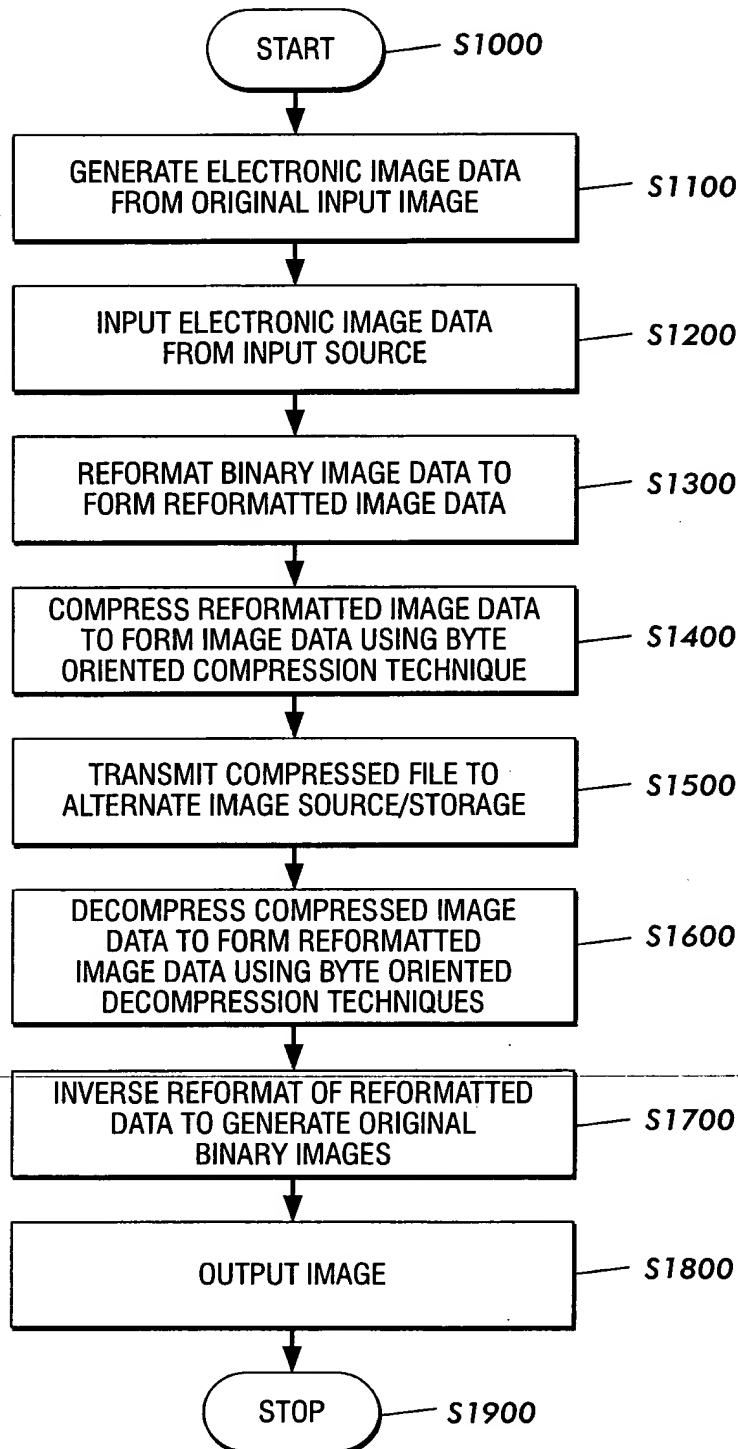 START
S1000
GENERATE ELECTRONIC IMAGE DATA
FROM ORIGINAL INPUT IMAGE
S1100
INPUT ELECTRONIC IMAGE DATA
FROM INPUT SOURCE
S1200
REFORMAT BINARY IMAGE DATA TO
FORM REFORMATTED IMAGE DATA
S1300
COMPRESS REFORMATTED IMAGE DATA
TO FORM IMAGE DATA USING BYTE
ORIENTED COMPRESSION TECHNIQUE
S1400
TRANSMIT COMPRESSED FILE TO
ALTERNATE IMAGE SOURCE/STORAGE
S1500
DECOMPRESS COMPRESSED IMAGE
DATA TO FORM REFORMATTED
IMAGE DATA USING BYTE ORIENTED
DECOMPRESSION TECHNIQUES
S1600
INVERSE REFORMAT OF REFORMATTED
DATA TO GENERATE ORIGINAL
BINARY IMAGES
S1700
OUTPUT IMAGE
S1800
STOP
S1900